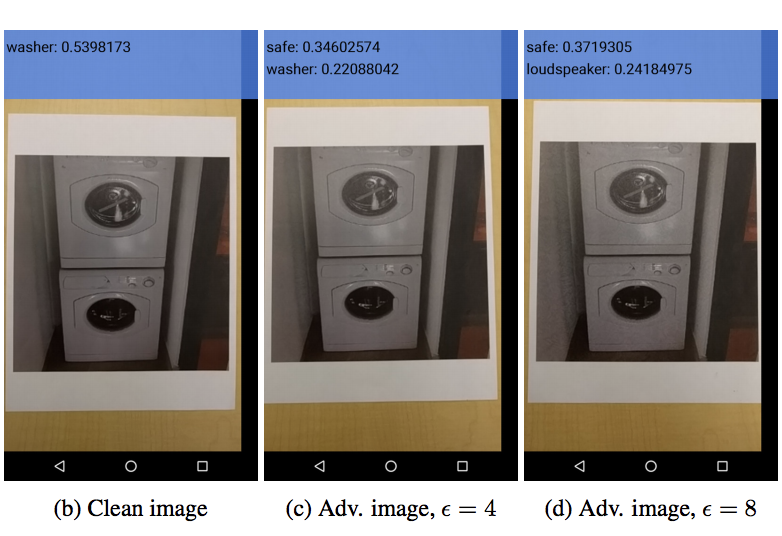 washer: 0.5398173
safe: 0.34602574
washer: 0.22088042
safe: 0.3719305
loudspeaker: 0.24184975
(b) Clean image
(c) Adv. image, ϵ = 4
(d) Adv. image, ϵ = 8